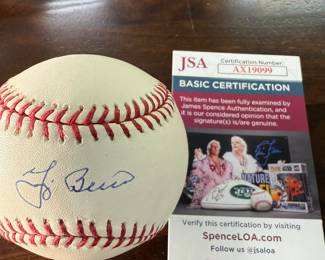 Yogi Berra
JSA
Certification Number
AX19099
BASIC CERTIFICATION
This item has been fully examined by
James Spence Authentication, and
it is our considered opinion that the
signature(s) is/are genuine.
Verify this certification by visiting
SpenceLOA.com
Follow us @jsaloa